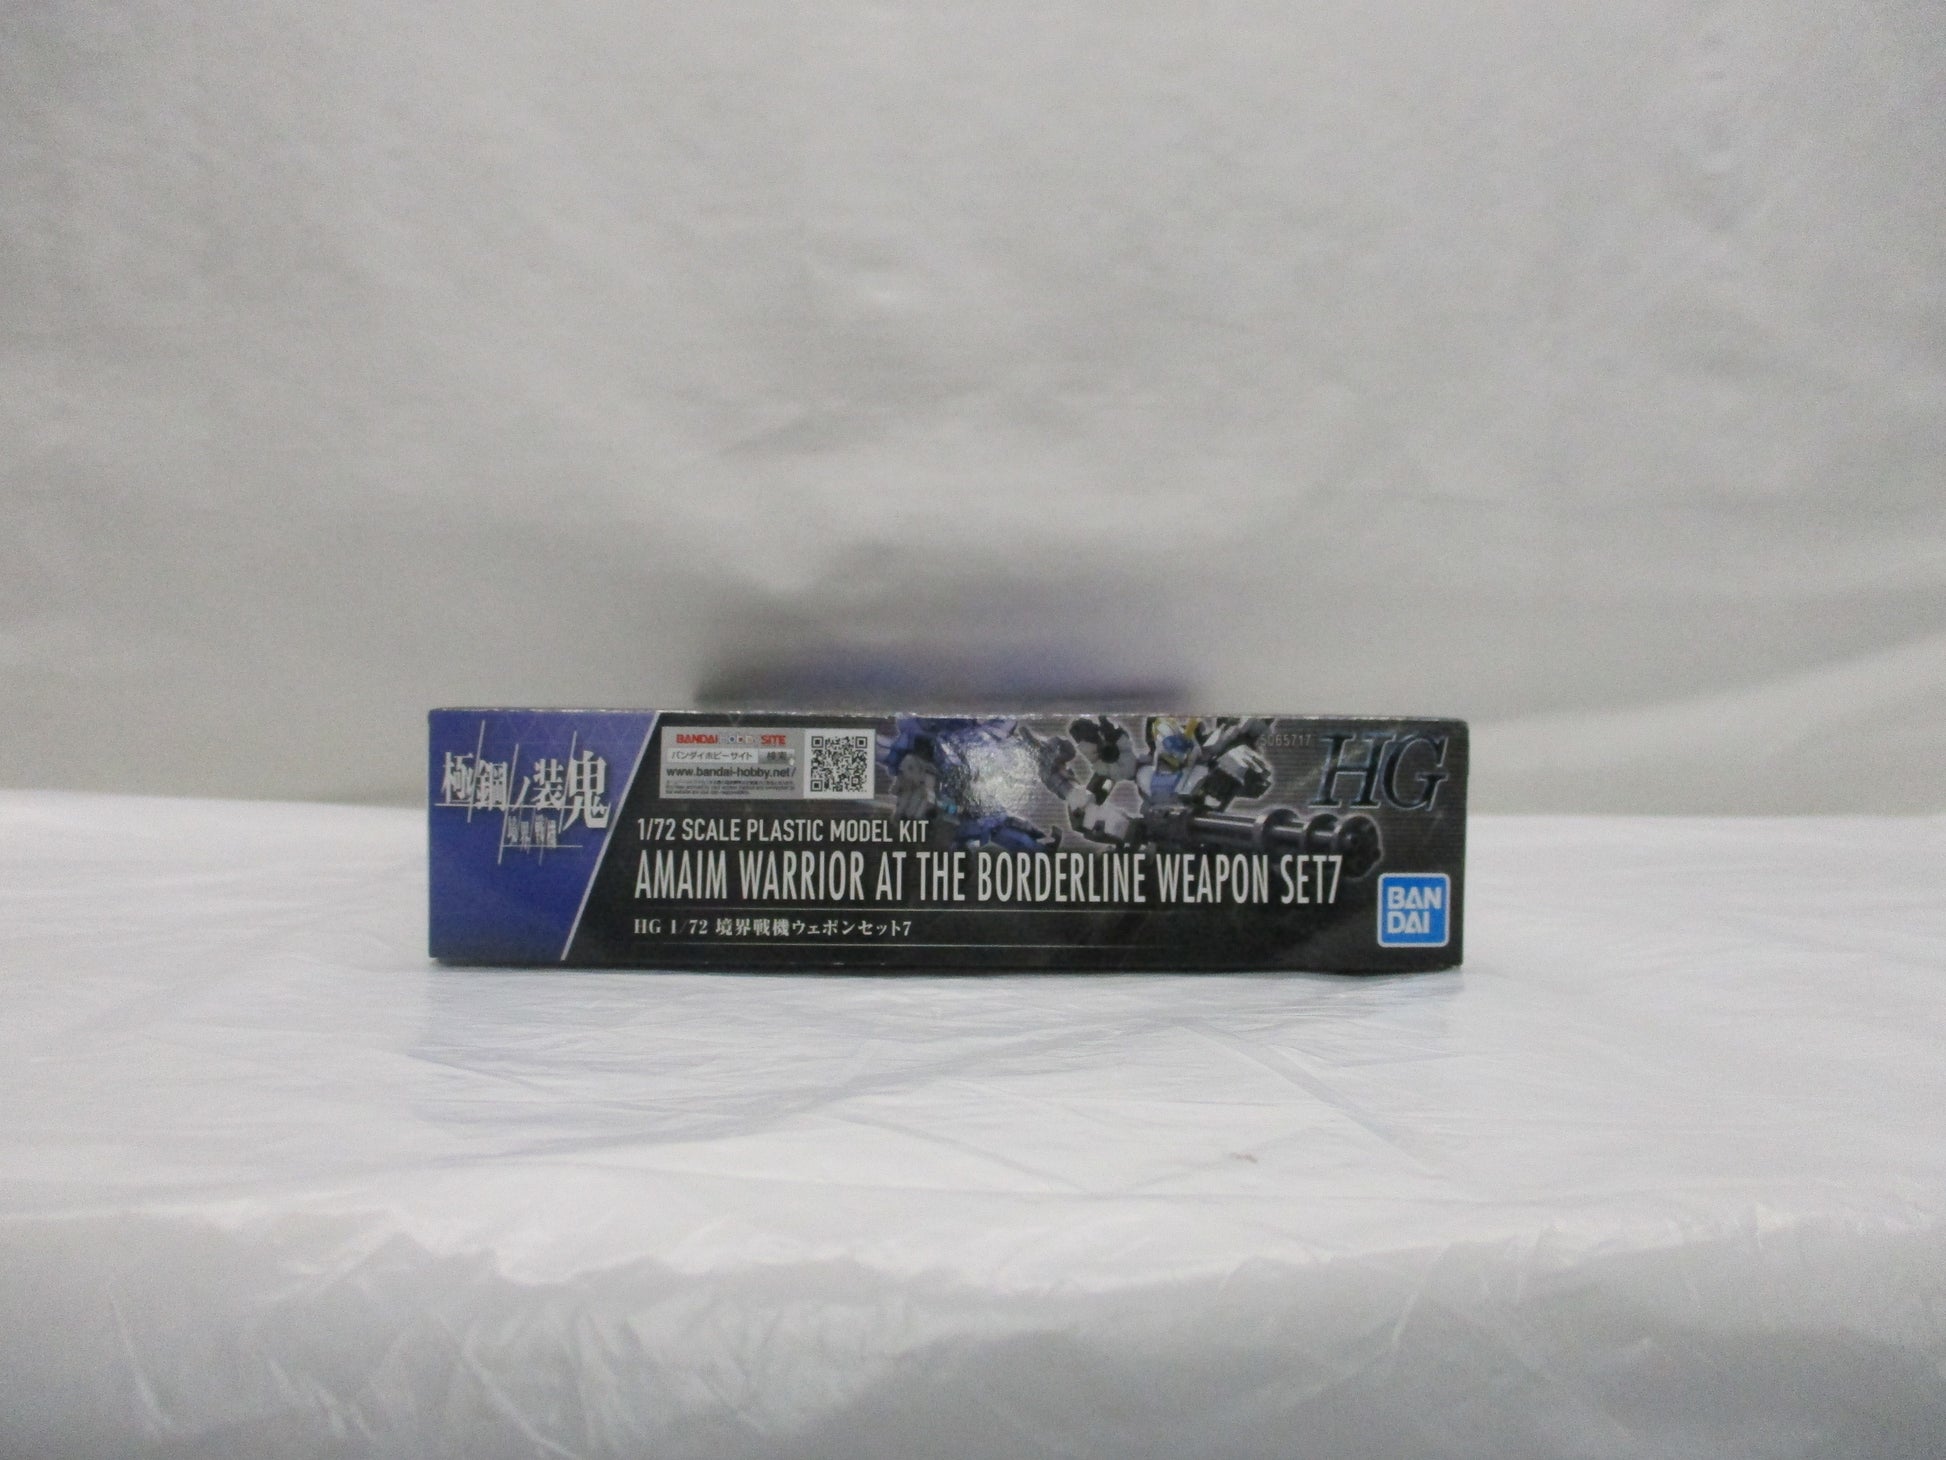 極鋼ノ装鬼
境界戦機
BANDAI Hobby SITE
バンダイホビーサイト 検索
www.bandai-hobby.net/
5065717
HG
1/72 SCALE PLASTIC MODEL KIT
AMAIM WARRIOR AT THE BORDERLINE WEAPON SET7
HG 1/72 境界戦機ウェポンセット7
BAN
DAI